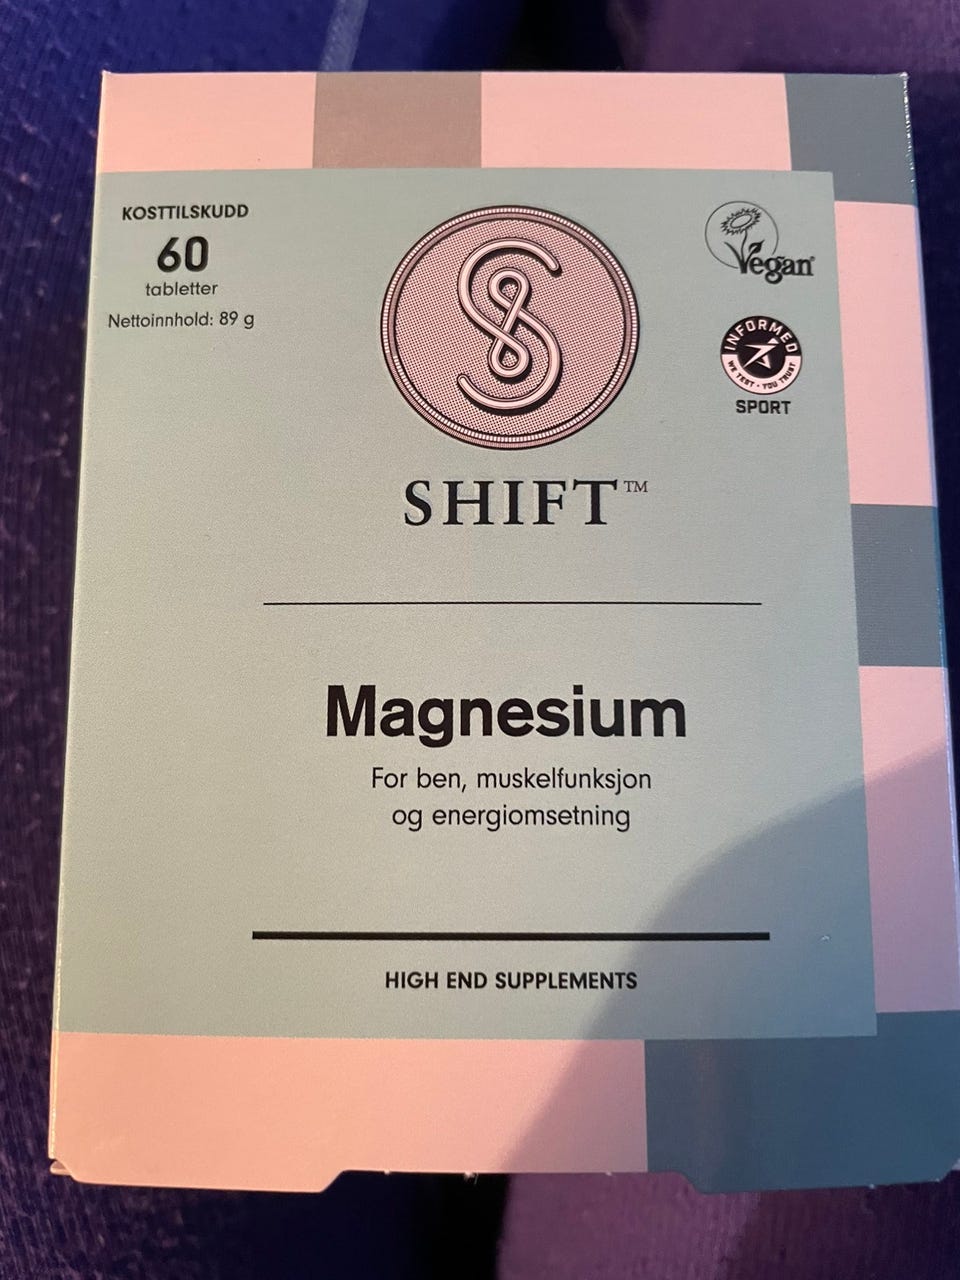 KOSTTILSKUDD
60
tabletter
Nettoinnhold: 89 g
Vegan
INFORMED
WE TEST · YOU TRUST
SPORT
SHIFT™
Magnesium
For ben, muskelfunksjon
og energiomsetning
HIGH END SUPPLEMENTS